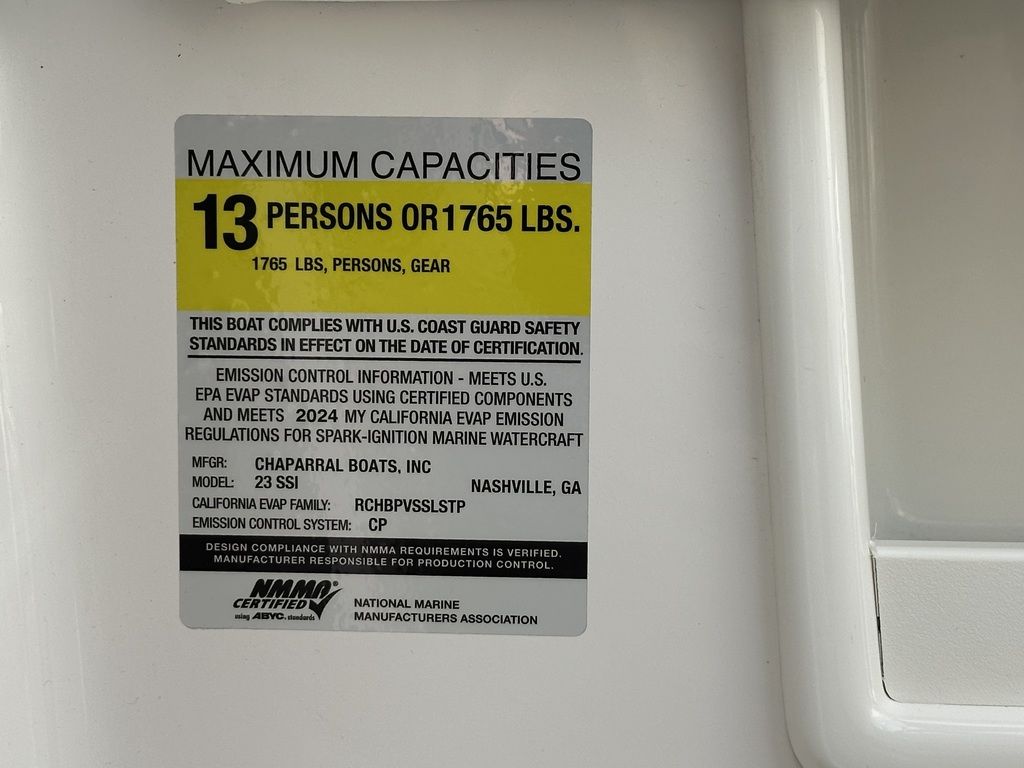 MAXIMUM CAPACITIES
13 PERSONS OR 1765 LBS.
1765 LBS, PERSONS, GEAR
THIS BOAT COMPLIES WITH U.S. COAST GUARD SAFETY
STANDARDS IN EFFECT ON THE DATE OF CERTIFICATION.
EMISSION CONTROL INFORMATION - MEETS U.S.
EPA EVAP STANDARDS USING CERTIFIED COMPONENTS
AND MEETS 2024 MY CALIFORNIA EVAP EMISSION
REGULATIONS FOR SPARK-IGNITION MARINE WATERCRAFT
MFGR: CHAPARRAL BOATS, INC
MODEL: 23 SSI NASHVILLE, GA
CALIFORNIA EVAP FAMILY: RCHBPVSSLSTP
EMISSION CONTROL SYSTEM: CP
DESIGN COMPLIANCE WITH NMMA REQUIREMENTS IS VERIFIED.
MANUFACTURER RESPONSIBLE FOR PRODUCTION CONTROL.
NMMA®
CERTIFIED
using ABYC. standards
NATIONAL MARINE
MANUFACTURERS ASSOCIATION